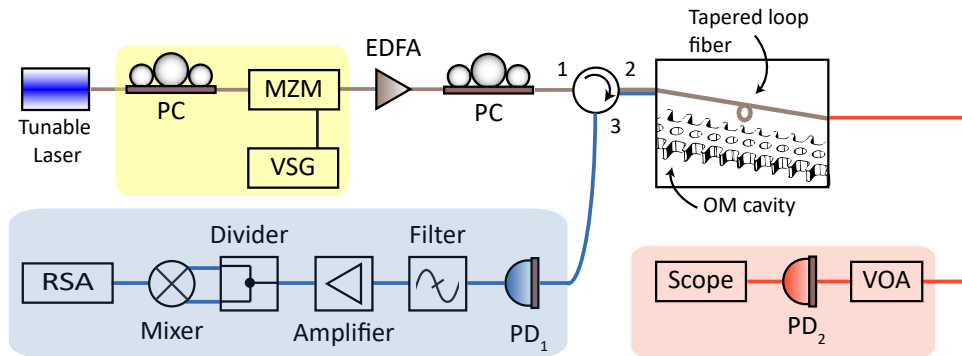 Tapered loop
fiber
EDFA
1
2
3
MZM
PC
PC
Tunable
Laser
VSG
OM cavity
Divider
Filter
RSA
Mixer
Amplifier
PD1
Scope
VOA
PD2